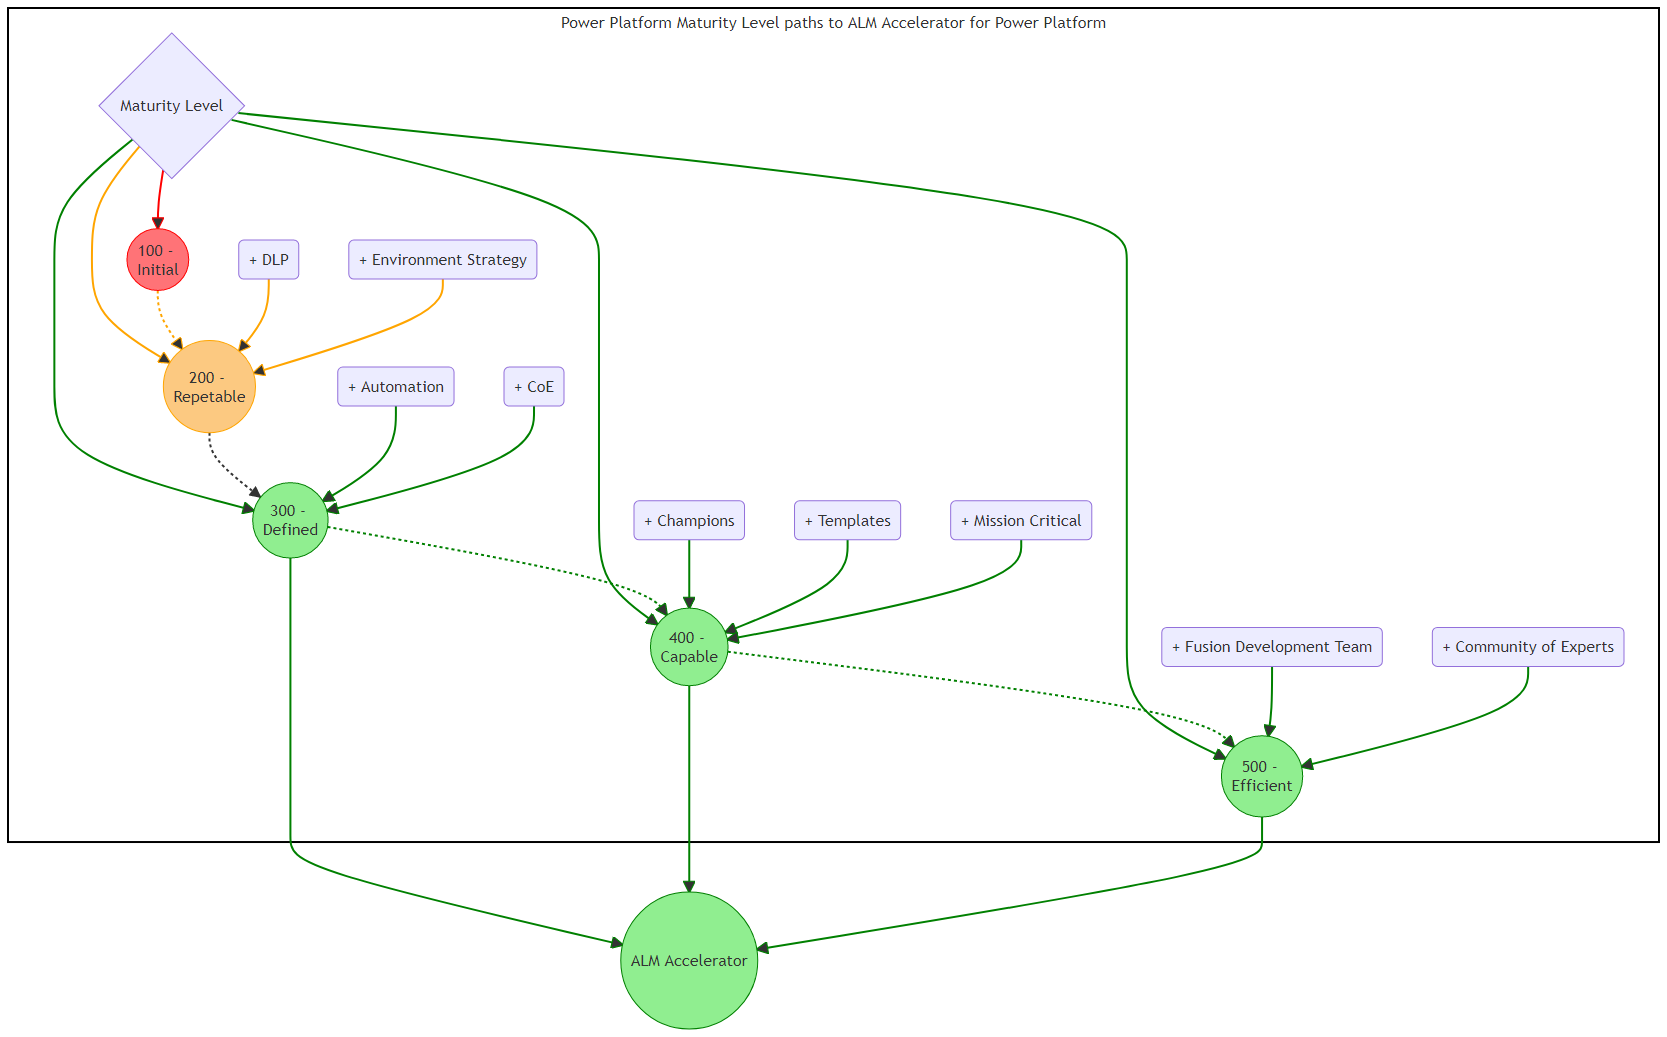 Power Platform Maturity Level paths to ALM Accelerator for Power Platform
Maturity Level
100 -
Initial
+ DLP
+ Environment Strategy
200 -
Repetable
+ Automation
+ CoE
300 -
Defined
+ Champions
+ Templates
+ Mission Critical
400 -
Capable
+ Fusion Development Team
+ Community of Experts
500 -
Efficient
ALM Accelerator